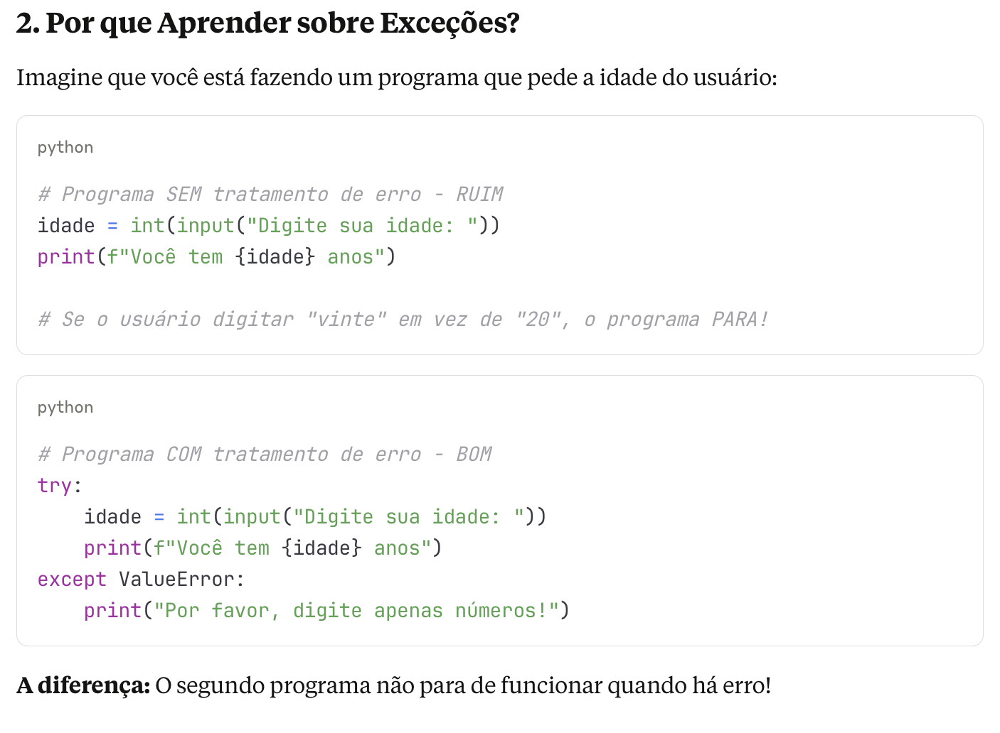 2. Por que Aprender sobre Exceções?
Imagine que você está fazendo um programa que pede a idade do usuário:
python
# Programa SEM tratamento de erro - RUIM
idade = int(input("Digite sua idade: "))
print(f"Você tem {idade} anos")
# Se o usuário digitar "vinte" em vez de "20", o programa PARA!
python
# Programa COM tratamento de erro - BOM
try:
    idade = int(input("Digite sua idade: "))
    print(f"Você tem {idade} anos")
except ValueError:
    print("Por favor, digite apenas números!")
A diferença: O segundo programa não para de funcionar quando há erro!